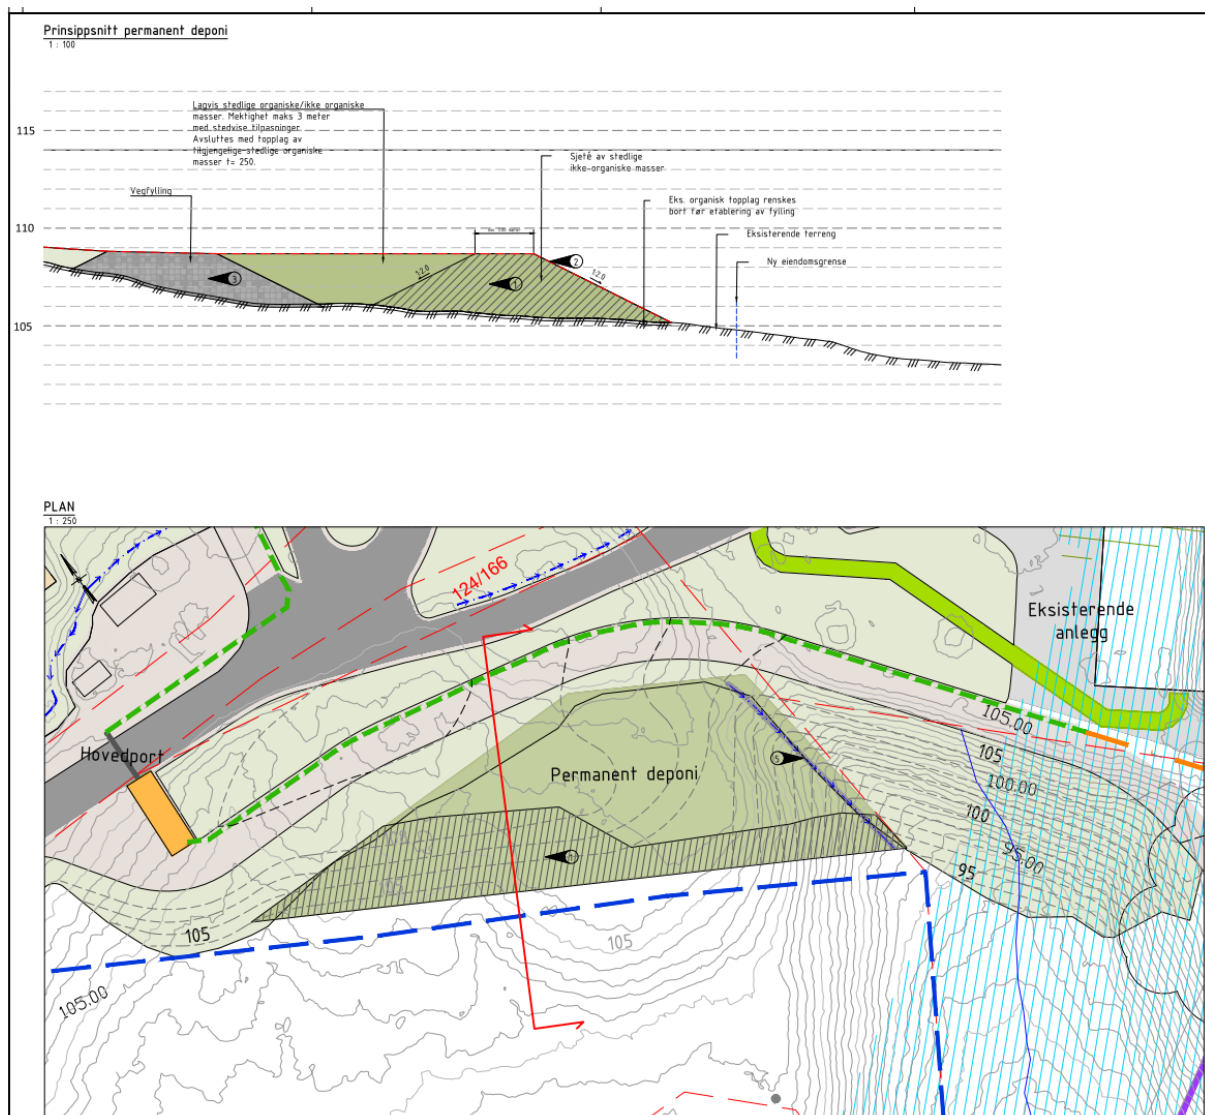 Prinsippsnitt permanent deponi
1 : 100
Lagvis stedlige organiske/ikke organiske
masser. Mektighet maks 3 meter
med stedvise tilpasninger
Avsluttes med topplag av
tilgjengelige stedlige organiske
masser t= 250.
Sjeté av stedlige
ikke-organiske masser
Vegfylling
Eks. organisk topplag renskes
bort før etablering av fylling
Eksisterende terreng
Ny eiendomsgrense
115
110
105
1:2.0
1:2.0
1
2
3
PLAN
1 : 250
124/166
Eksisterende
anlegg
Hovedport
Permanent deponi
5
1
105.00
105
100.00
100
95.00
95
105
105
105
105.00